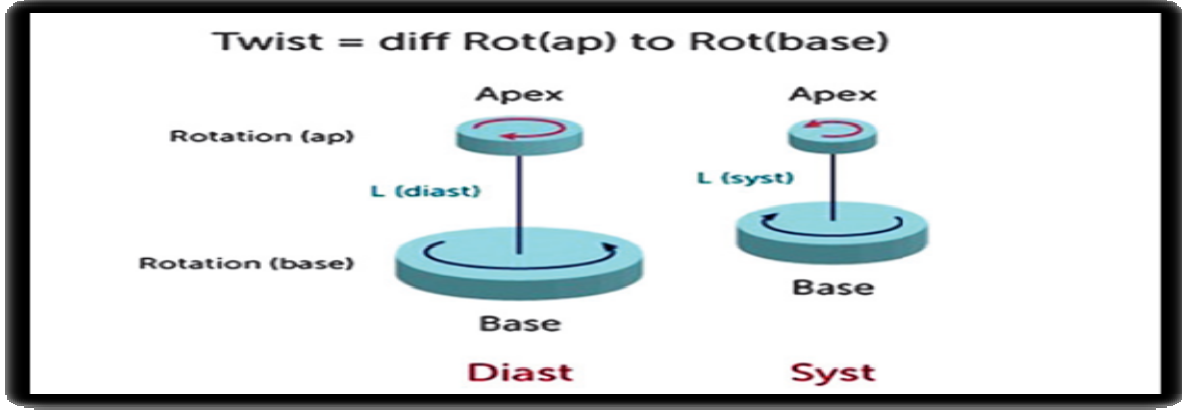 Twist = diff Rot(ap) to Rot(base)
Apex Apex
Rotation (ap)
L (diast) L (syst)
Rotation (base)
Base Base
Diast Syst